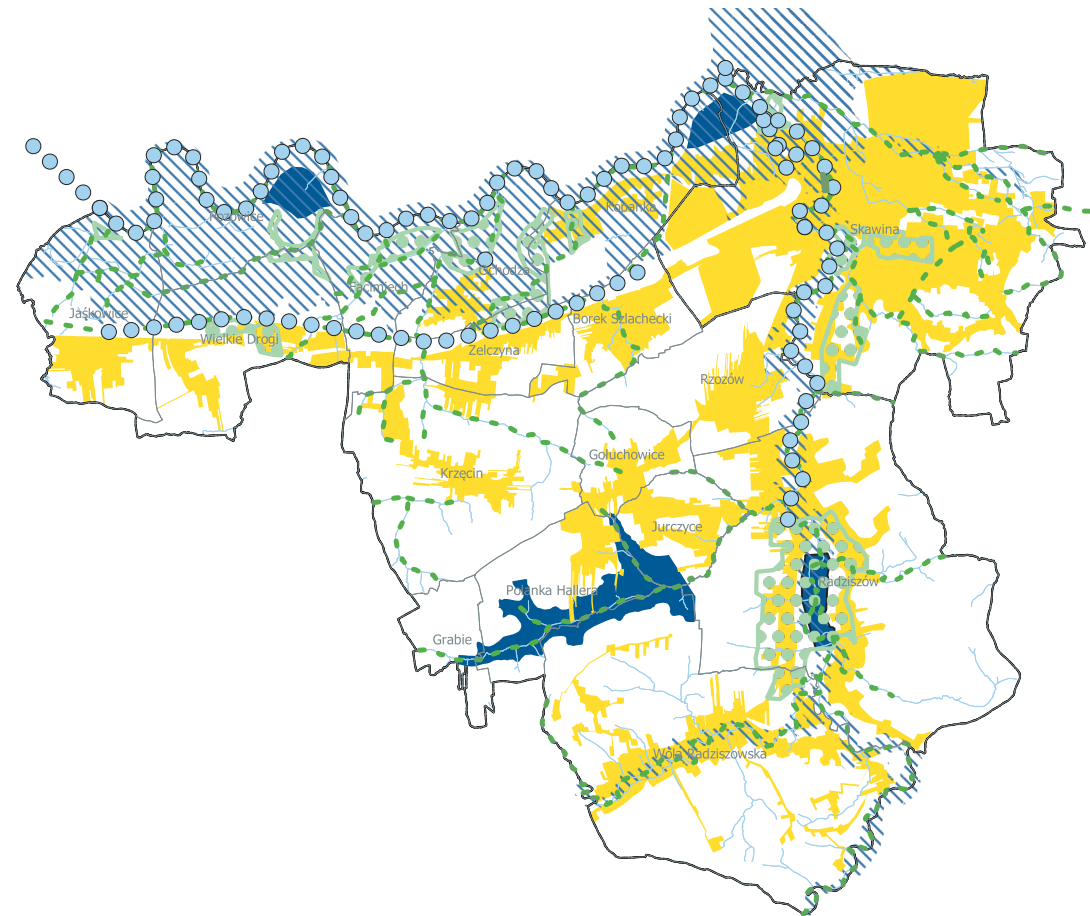 Pozowice
Kopanka
Skawina
Ochodza
Facimiech
Jaśkowice
Borek Szlachecki
Wielkie Drogi
Zelczyna
Rzozów
Gołuchowice
Krzęcin
Jurczyce
Radziszów
Polanka Hallera
Grabie
Wola Radziszowska